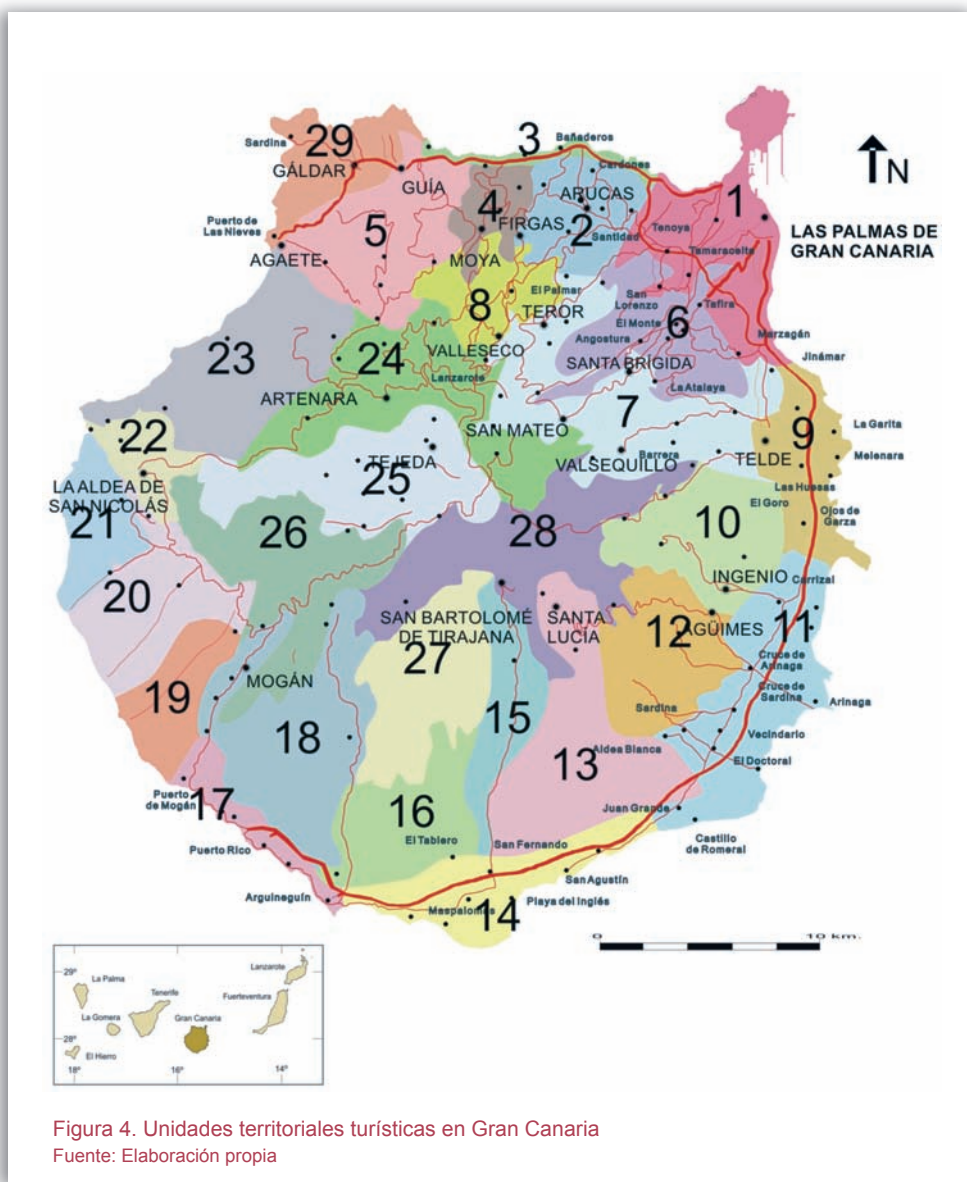 Sardina
29
GÁLDAR
GUÍA
3
Bañaderos
Cardones
N
Puerto de
Las Nieves
AGAETE
5
4
FIRGAS
MOYA
ARUCAS
2
Santidad
1
Tenoya
Tamaraceite
LAS PALMAS DE
GRAN CANARIA
El Palmar
8
TEROR
VALLESECO
Lanzarote
San
Lorenzo
Tafira
El Monte
6
Angostura
SANTA BRÍGIDA
La Atalaya
Marzagán
Jinámar
23
24
ARTENARA
SAN MATEO
7
VALSEQUILLO
Barrera
TELDE
9
La Garita
Melenara
Las Huesas
El Goro
Ojos de
Garza
22
LA ALDEA DE
SAN NICOLÁS
21
TEJEDA
25
26
28
10
INGENIO
Carrizal
20
SAN BARTOLOMÉ
DE TIRAJANA
SANTA
LUCÍA
12
AGÜIMES
11
Cruce de
Arinaga
Cruce de
Sardina
Arinaga
19
MOGÁN
27
18
15
Sardina
Vecindario
Aldea Blanca
13
El Doctoral
Puerto
de Mogán
17
16
Juan Grande
Castillo
de Romeral
Puerto Rico
El Tablero
San Fernando
San Agustín
Arguineguín
Maspalomas
14
Playa del Inglés
0
10 km.
29º
28º
La Palma
Tenerife
Lanzarote
Fuerteventura
La Gomera
Gran Canaria
El Hierro
18º
16º
14º
Figura 4. Unidades territoriales turísticas en Gran Canaria
Fuente: Elaboración propia